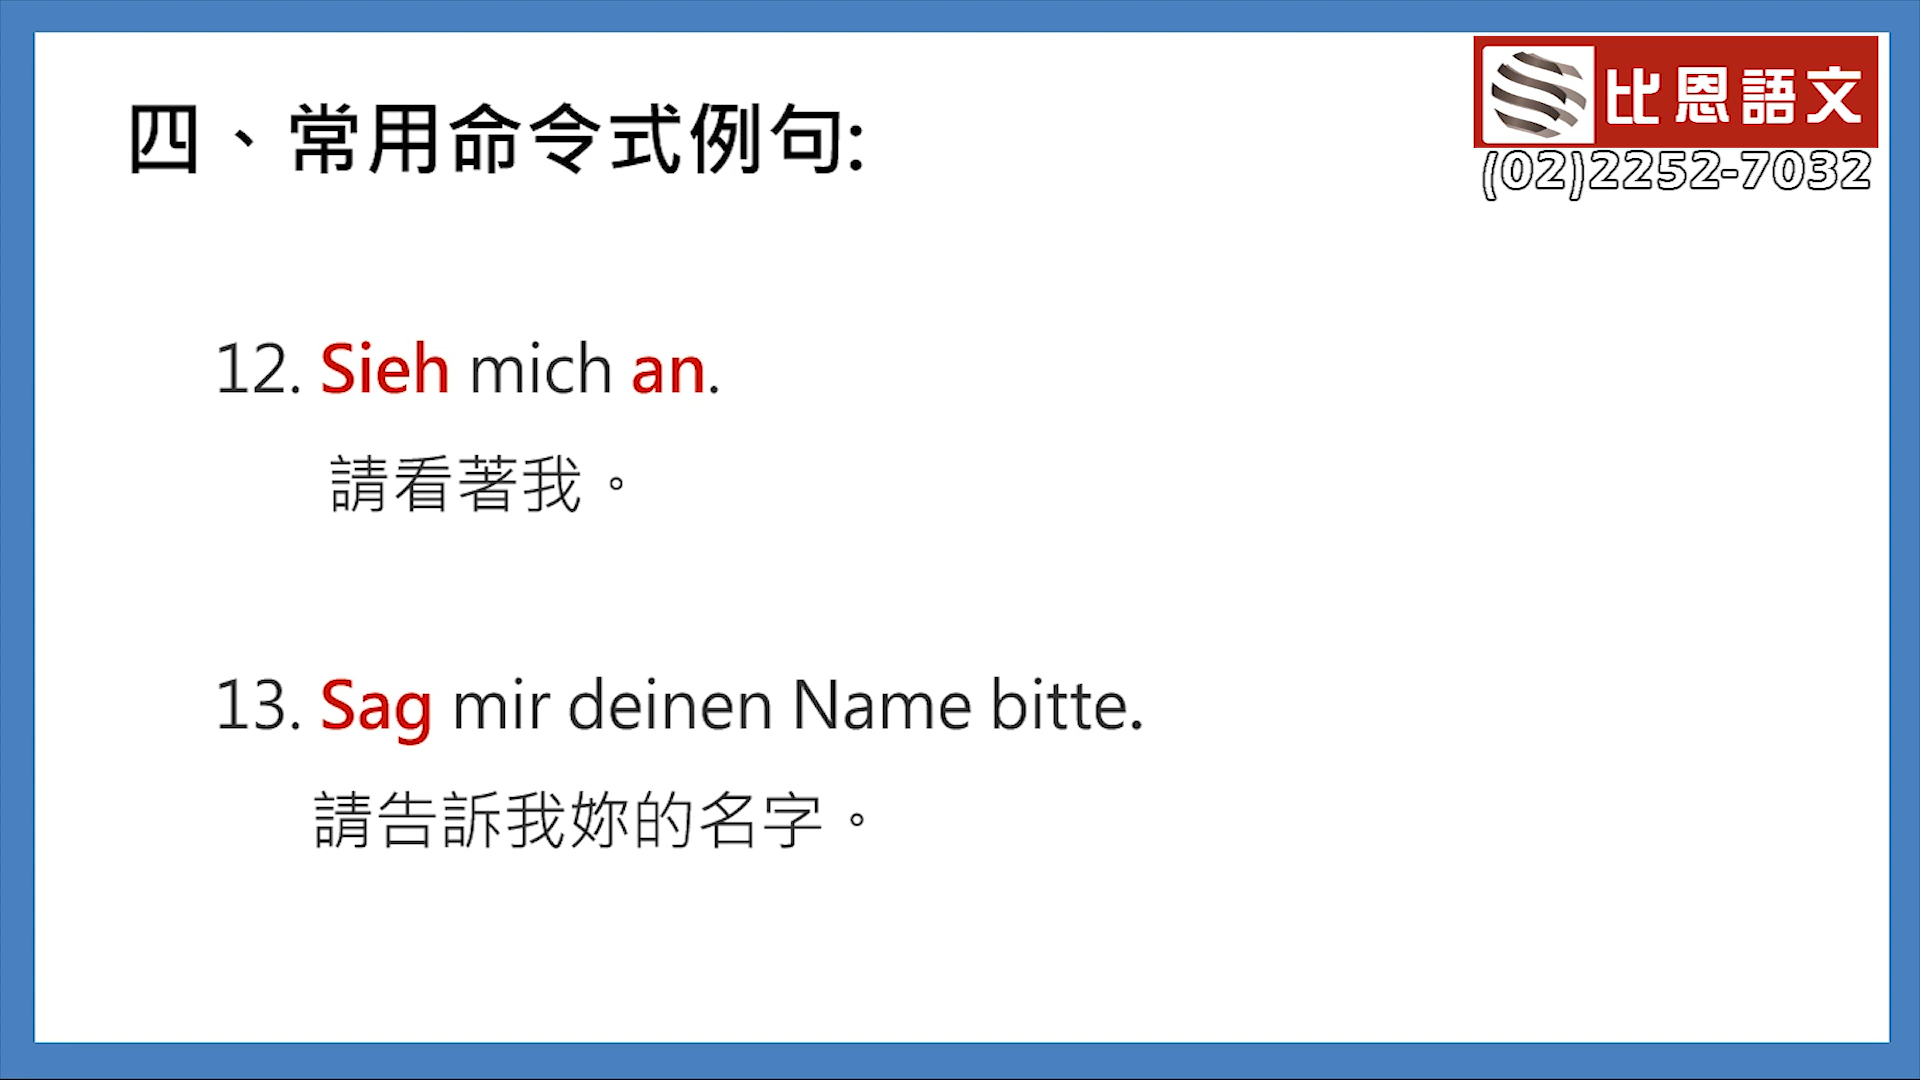 四、常用命令式例句:
比恩語文
(02)2252-7032
12. Sieh mich an.
請看著我。
13. Sag mir deinen Name bitte.
請告訴我妳的名字。